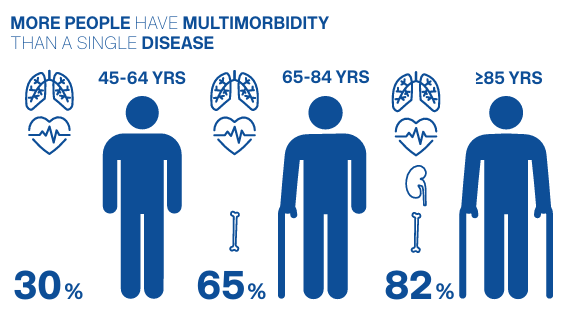 MORE PEOPLE HAVE MULTIMORBIDITY
THAN A SINGLE DISEASE
45-64 YRS
30%
65-84 YRS
65%
≥85 YRS
82%